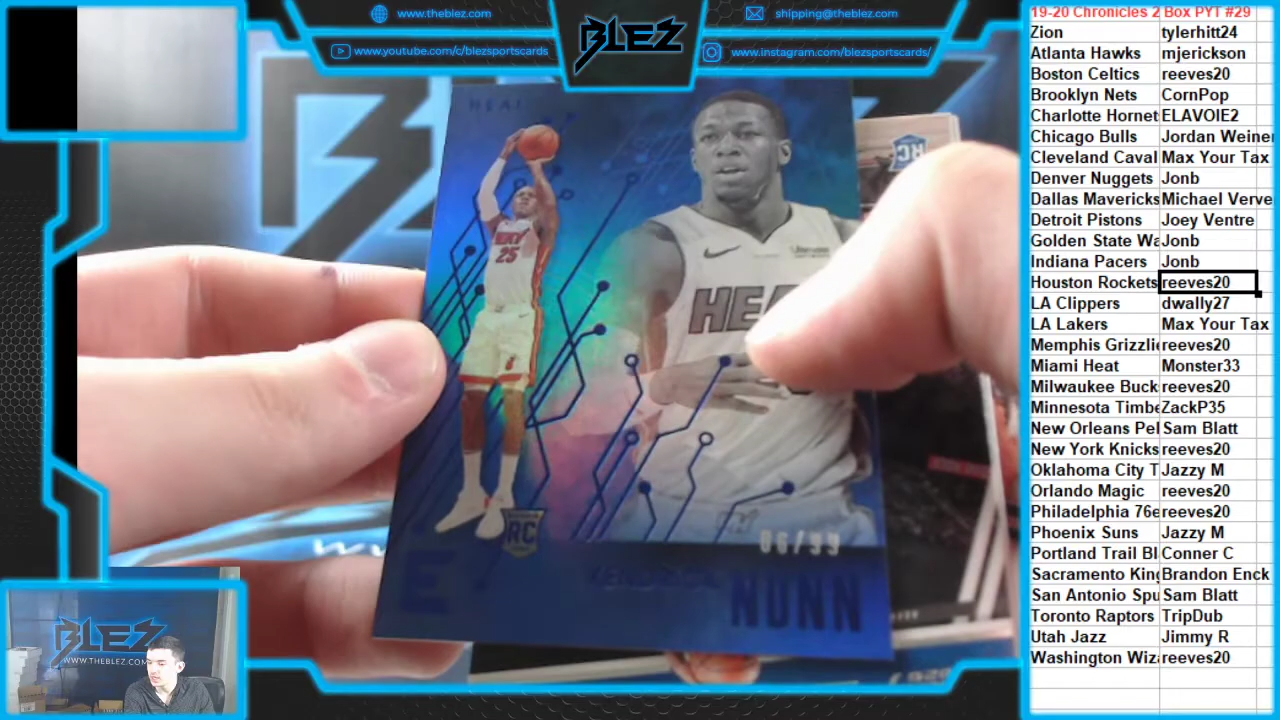 www.theblez.com
www.youtube.com/c/blezsportscards
BLEZ
shipping@theblez.com
www.instagram.com/blezsportscards/
HEAT
25
HEA
RC
RC
86/99
NUNN
BLEZ
WWW.THEBLEZ.COM
19-20 Chronicles 2 Box PYT #29
Zion tylerhitt24
Atlanta Hawks mjerickson
Boston Celtics reeves20
Brooklyn Nets CornPop
Charlotte Hornet ELAVOIE2
Chicago Bulls Jordan Weine
Cleveland Caval Max Your Tax
Denver Nuggets Jonb
Dallas Mavericks Michael Verve
Detroit Pistons Joey Ventre
Golden State Wa Jonb
Indiana Pacers Jonb
Houston Rockets reeves20
LA Clippers dwally27
LA Lakers Max Your Tax
Memphis Grizzlie reeves20
Miami Heat Monster33
Milwaukee Buck reeves20
Minnesota Timbe ZackP35
New Orleans Pel Sam Blatt
New York Knicks reeves20
Oklahoma City T Jazzy M
Orlando Magic reeves20
Philadelphia 76e reeves20
Phoenix Suns Jazzy M
Portland Trail Bl Conner C
Sacramento King Brandon Enck
San Antonio Spu Sam Blatt
Toronto Raptors TripDub
Utah Jazz Jimmy R
Washington Wiza reeves20